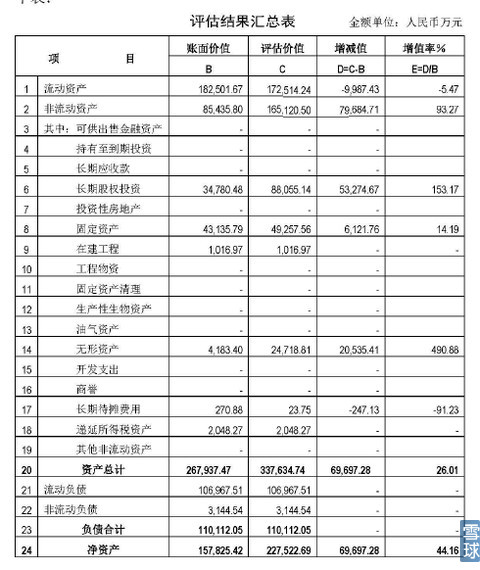 评估结果汇总表 金额单位：人民币万元
项 目 账面价值 评估价值 增减值 增值率%
B C D=C-B E=D/B
1 流动资产 182,501.67 172,514.24 -9,987.43 -5.47
2 非流动资产 85,435.80 165,120.50 79,684.71 93.27
3 其中：可供出售金融资产 - - - -
4 持有至到期投资 - - - -
5 长期应收款 - - - -
6 长期股权投资 34,780.48 88,055.14 53,274.67 153.17
7 投资性房地产 - - - -
8 固定资产 43,135.79 49,257.56 6,121.76 14.19
9 在建工程 1,016.97 1,016.97 - -
10 工程物资 - - - -
11 固定资产清理 - - - -
12 生产性生物资产 - - - -
13 油气资产 - - - -
14 无形资产 4,183.40 24,718.81 20,535.41 490.88
15 开发支出 - - - -
16 商誉 - - - -
17 长期待摊费用 270.88 23.75 -247.13 -91.23
18 递延所得税资产 2,048.27 2,048.27 - -
19 其他非流动资产 - - - -
20 资产总计 267,937.47 337,634.74 69,697.28 26.01
21 流动负债 106,967.51 106,967.51 - -
22 非流动负债 3,144.54 3,144.54 - -
23 负债合计 110,112.05 110,112.05 - -
24 净资产 157,825.42 227,522.69 69,697.28 44.16
雪球